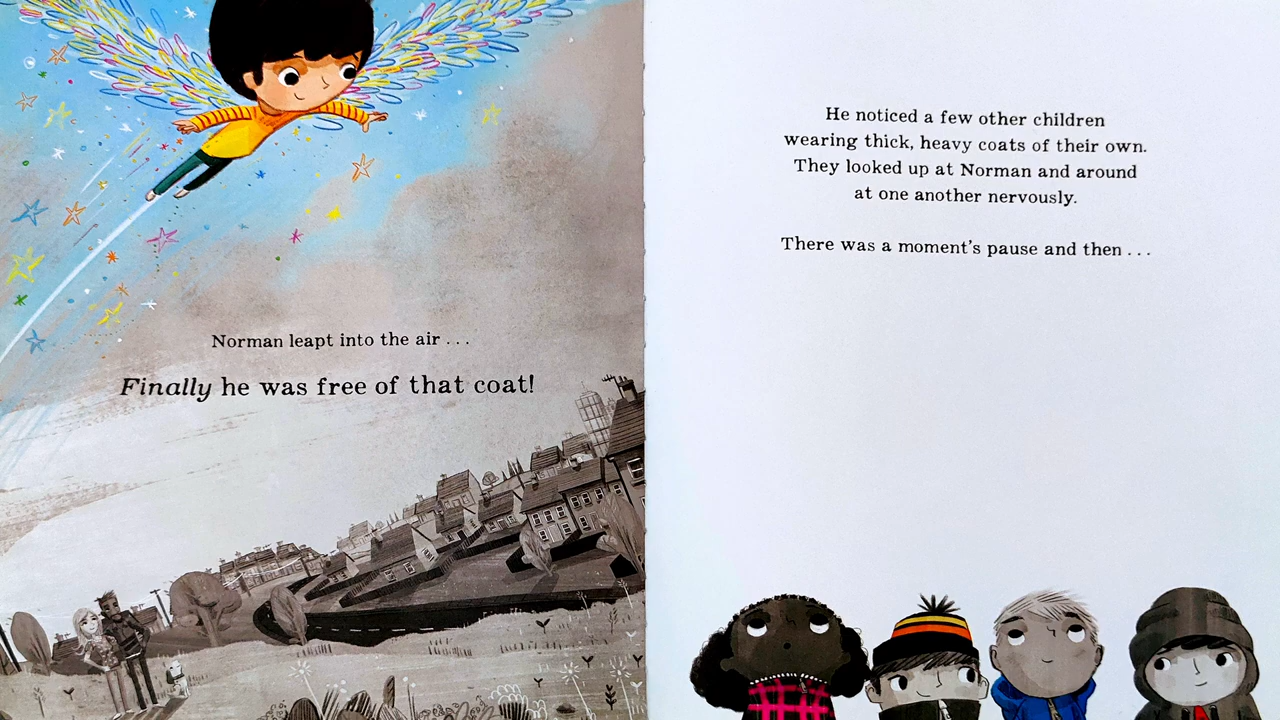 Norman leapt into the air . . .
Finally he was free of that coat!
He noticed a few other children
wearing thick, heavy coats of their own.
They looked up at Norman and around
at one another nervously.
There was a moment's pause and then . . .